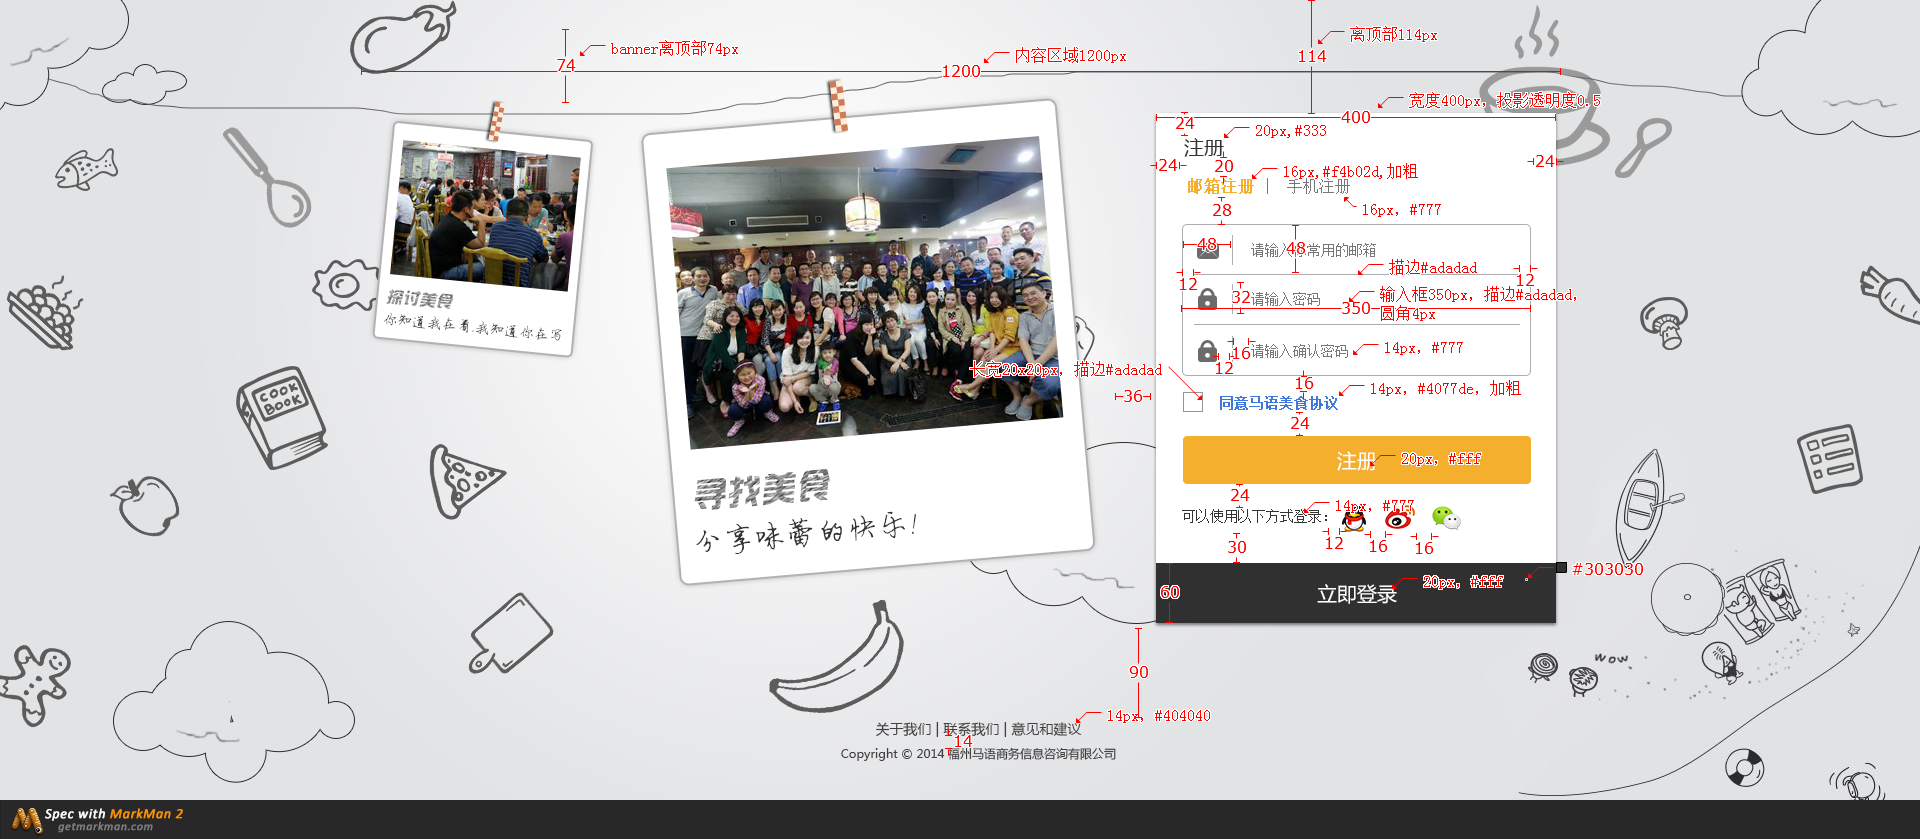 离顶部114px
banner离顶部74px
内容区域1200px
74
1200
114
宽度400px，投影透明度0.5
400
24
20px,#333
注册
24
20
24
16px,#f4b02d,加粗
邮箱注册 | 手机注册
28
16px，#777
48
48
请输入 常用的邮箱
描边#adadad
12
12
32
请输入密码
输入框350px，描边#adadad，
圆角4px
350
16
请输入确认密码
14px，#777
12
长宽20x20px，描边#adadad
16
14px，#4077de，加粗
36
同意马语美食协议
24
注册
20px，#fff
24
14px，#777
可以使用以下方式登录：
12
16
16
30
#303030
60
立即登录
20px，#fff
90
14px，#404040
探讨美食
你知道我在看,我知道你在写
寻找美食
分享味蕾的快乐!
COOK
BOOK
WOW.
关于我们 | 联系我们 | 意见和建议
14
Copyright © 2014 福州马语商务信息咨询有限公司
Spec with MarkMan 2
getmarkman.com